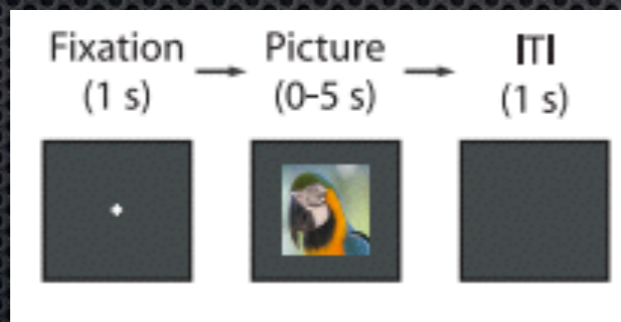 Fixation → Picture → ITI
(1 s) (0-5 s) (1 s)